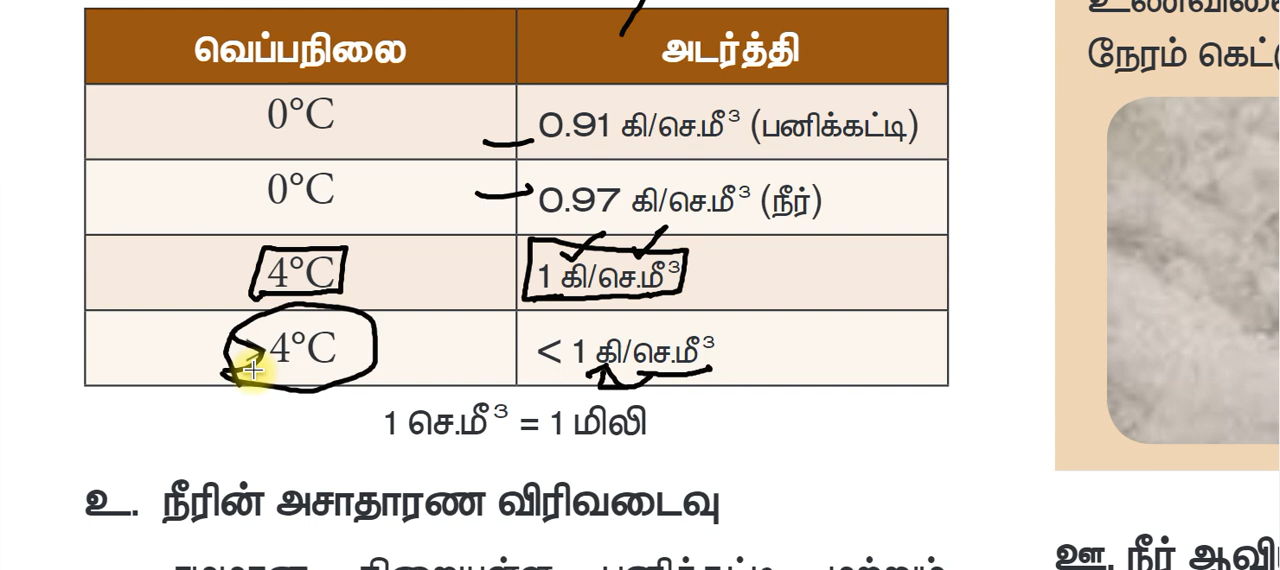 வெப்பநிலை அடர்த்தி
0°C 0.91 கி/செ.மீ³ (பனிக்கட்டி)
0°C 0.97 கி/செ.மீ³ (நீர்)
4°C 1 கி/செ.மீ³
>4°C < 1 கி/செ.மீ³
1 செ.மீ³ = 1 மிலி
உ. நீரின் அசாதாரண விரிவடைவு
நேரம்
ஊ. நீர்